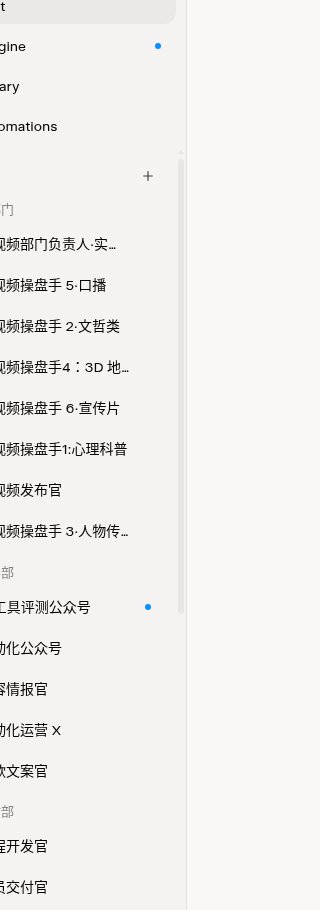 t
gine
ary
omations
+
门
视频部门负责人·实…
视频操盘手 5·口播
视频操盘手 2·文哲类
视频操盘手4：3D 地…
视频操盘手 6·宣传片
视频操盘手1:心理科普
视频发布官
视频操盘手 3·人物传…
部
工具评测公众号
动化公众号
容情报官
动化运营 X
款文案官
部
程开发官
员交付官